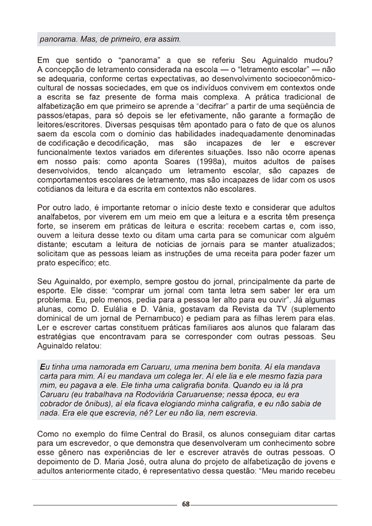 panorama. Mas, de primeiro, era assim.
Em que sentido o “panorama” a que se referiu Seu Aguinaldo mudou?
A concepção de letramento considerada na escola — o “letramento escolar” — não
se adequaria, conforme certas expectativas, ao desenvolvimento socioeconômico-
cultural de nossas sociedades, em que os indivíduos convivem em contextos onde
a escrita se faz presente de forma mais complexa. A prática tradicional de
alfabetização em que primeiro se aprende a “decifrar” a partir de uma seqüência de
passos/etapas, para só depois se ler efetivamente, não garante a formação de
leitores/escritores. Diversas pesquisas têm apontado para o fato de que os alunos
saem da escola com o domínio das habilidades inadequadamente denominadas
de codificação e decodificação, mas são incapazes de ler e escrever
funcionalmente textos variados em diferentes situações. Isso não ocorre apenas
em nosso país: como aponta Soares (1998a), muitos adultos de países
desenvolvidos, tendo alcançado um letramento escolar, são capazes de
comportamentos escolares de letramento, mas são incapazes de lidar com os usos
cotidianos da leitura e da escrita em contextos não escolares.
Por outro lado, é importante retomar o início deste texto e considerar que adultos
analfabetos, por viverem em um meio em que a leitura e a escrita têm presença
forte, se inserem em práticas de leitura e escrita: recebem cartas e, com isso,
ouvem a leitura desse texto ou ditam uma carta para se comunicar com alguém
distante; escutam a leitura de notícias de jornais para se manter atualizados;
solicitam que as pessoas leiam as instruções de uma receita para poder fazer um
prato específico; etc.
Seu Aguinaldo, por exemplo, sempre gostou do jornal, principalmente da parte de
esporte. Ele disse: “comprar um jornal com tanta letra sem saber ler era um
problema. Eu, pelo menos, pedia para a pessoa ler alto para eu ouvir”. Já algumas
alunas, como D. Eulália e D. Vânia, gostavam da Revista da TV (suplemento
dominical de um jornal de Pernambuco) e pediam para as filhas lerem para elas.
Ler e escrever cartas constituem práticas familiares aos alunos que falaram das
estratégias que encontravam para se corresponder com outras pessoas. Seu
Aguinaldo relatou:
Eu tinha uma namorada em Caruaru, uma menina bem bonita. Aí ela mandava
carta para mim. Aí eu mandava um colega ler. Aí ele lia e ele mesmo fazia para
mim, eu pagava a ele. Ele tinha uma caligrafia bonita. Quando eu ia lá pra
Caruaru (eu trabalhava na Rodoviária Caruaruense; nessa época, eu era
cobrador de ônibus), aí ela ficava elogiando minha caligrafia, e eu não sabia de
nada. Era ele que escrevia, né? Ler eu não lia, nem escrevia.
Como no exemplo do filme Central do Brasil, os alunos conseguiam ditar cartas
para um escrevedor, o que demonstra que desenvolveram um conhecimento sobre
esse gênero nas experiências de ler e escrever através de outras pessoas. O
depoimento de D. Maria José, outra aluna do projeto de alfabetização de jovens e
adultos anteriormente citado, é representativo dessa questão: “Meu marido recebeu
68